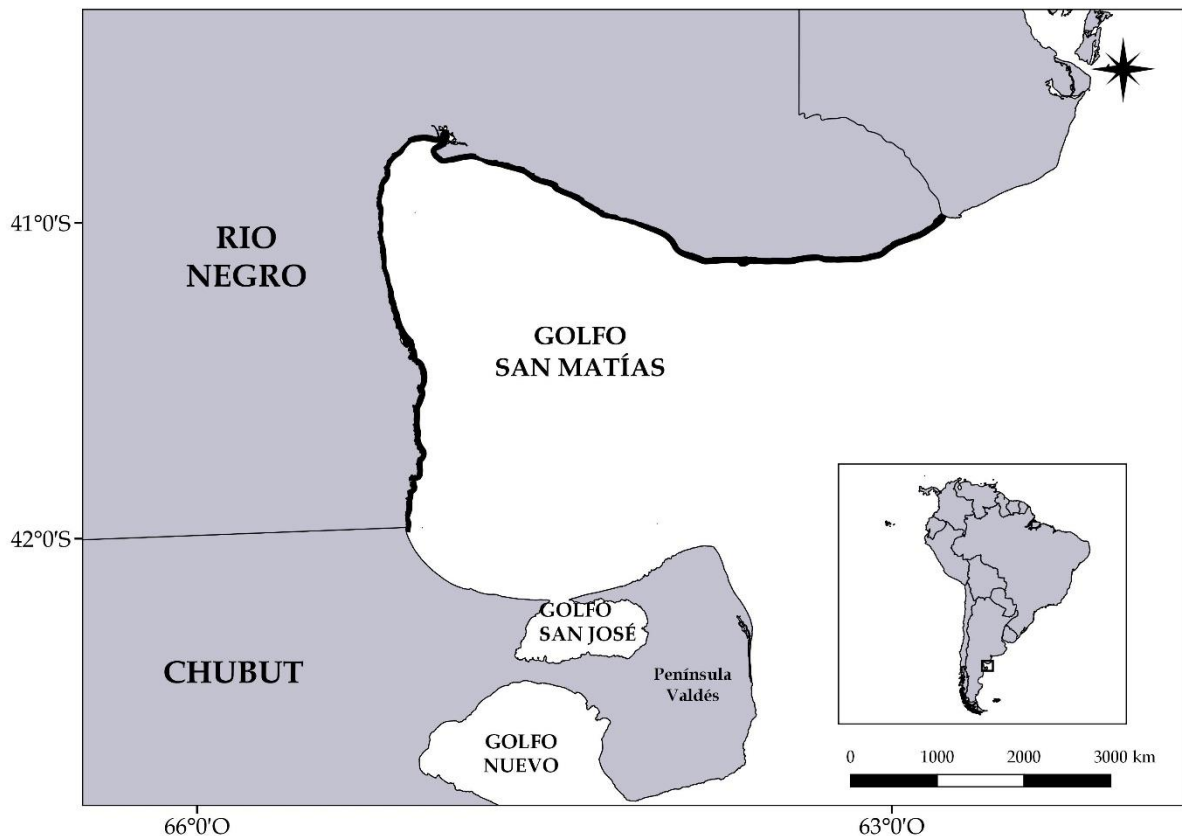 41°0'S
RIO
NEGRO
GOLFO
SAN MATÍAS
42°0'S
GOLFO
SAN JOSÉ
CHUBUT
Península
Valdés
GOLFO
NUEVO
0 1000 2000 3000 km
66°0'O 63°0'O